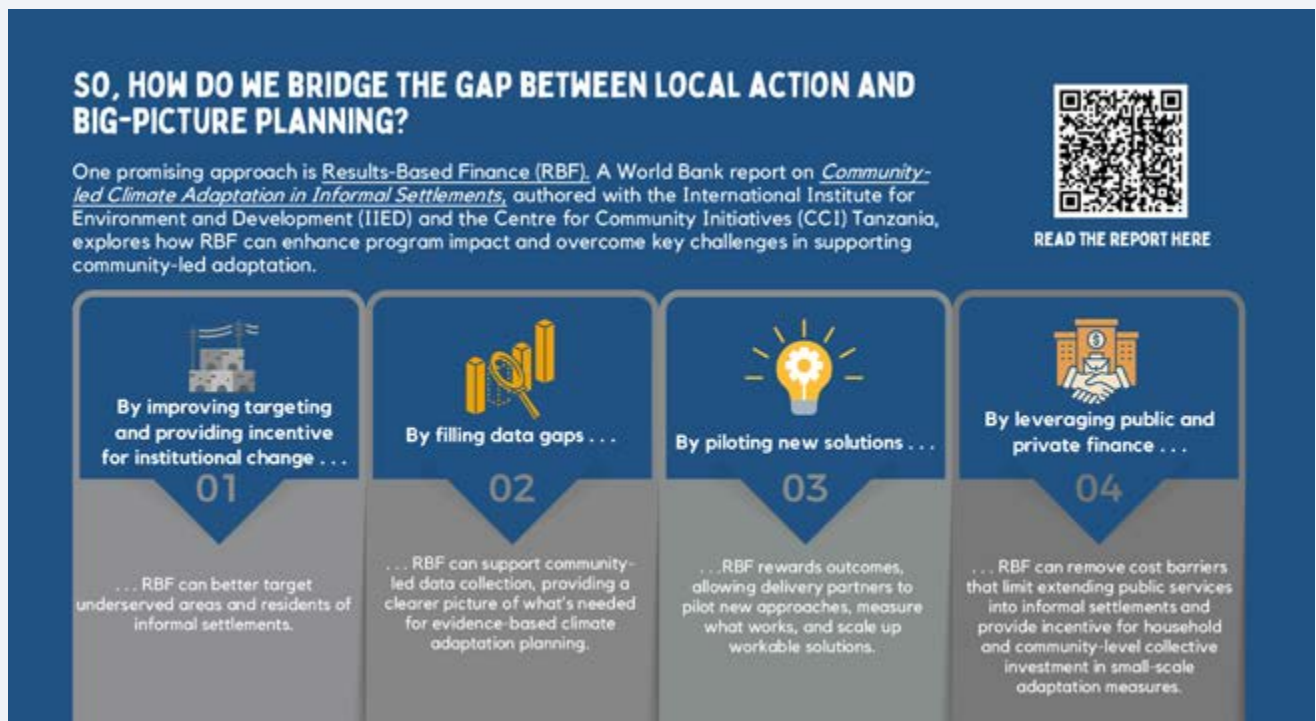 SO, HOW DO WE BRIDGE THE GAP BETWEEN LOCAL ACTION AND
BIG-PICTURE PLANNING?
One promising approach is Results-Based Finance (RBF). A World Bank report on Community-
led Climate Adaptation in Informal Settlements, authored with the International Institute for
Environment and Development (IIED) and the Centre for Community Initiatives (CCI) Tanzania,
explores how RBF can enhance program impact and overcome key challenges in supporting
community-led adaptation.
READ THE REPORT HERE
By improving targeting
and providing incentive
for institutional change . . .
01
. . . RBF can better target
underserved areas and residents of
informal settlements.
By filling data gaps . . .
02
. . . RBF can support community-
led data collection, providing a
clearer picture of what's needed
for evidence-based climate
adaptation planning.
By piloting new solutions . . .
03
. . .RBF rewards outcomes,
allowing delivery partners to
pilot new approaches, measure
what works, and scale up
workable solutions.
By leveraging public and
private finance . . .
04
. . . RBF can remove cost barriers
that limit extending public services
into informal settlements and
provide incentive for household
and community-level collective
investment in small-scale
adaptation measures.